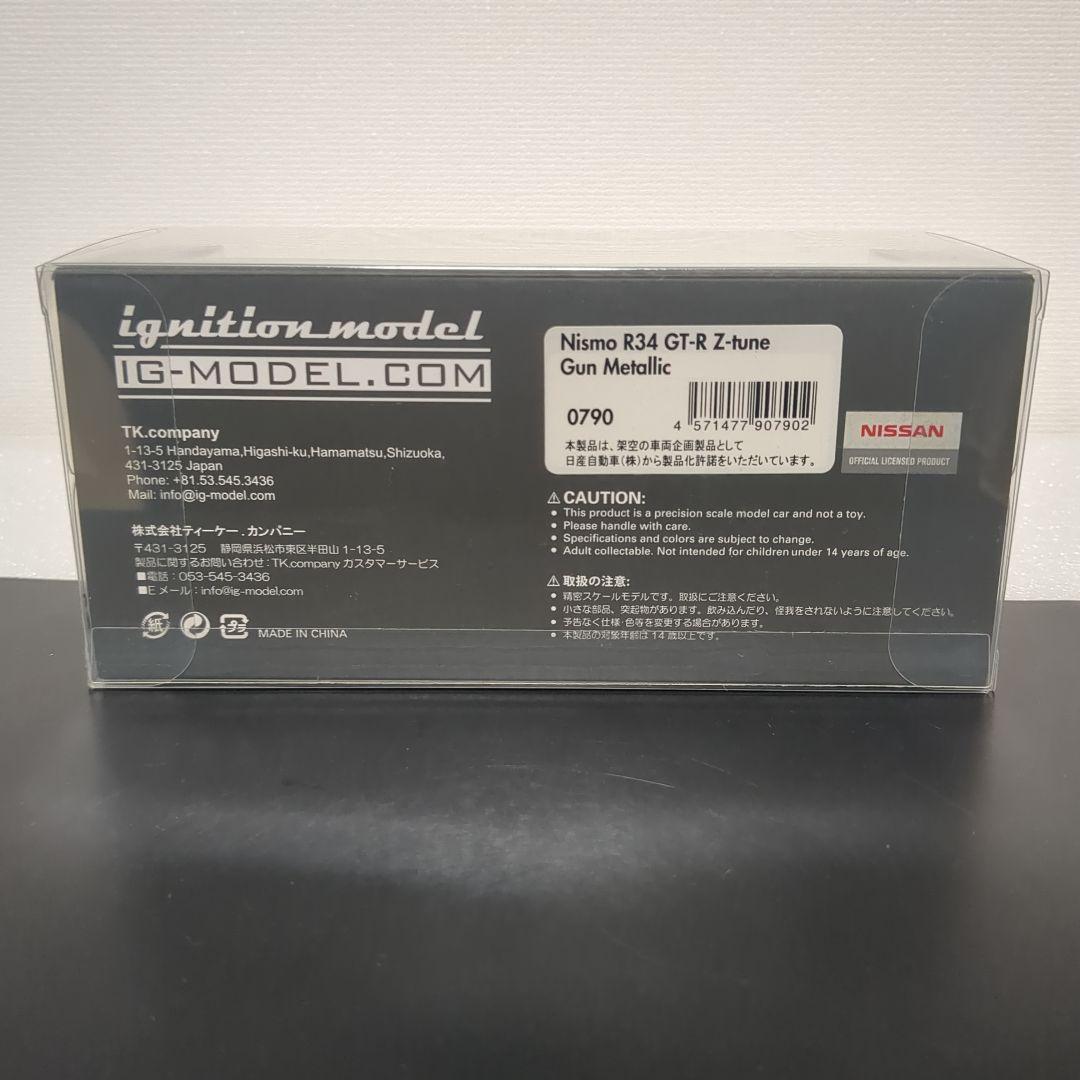 ignition model
IG-MODEL.COM
TK.company
1-13-5 Handayama,Higashi-ku,Hamamatsu,Shizuoka,
431-3125 Japan
Phone: +81.53.545.3436
Mail: info@ig-model.com
株式会社ティーケー.カンパニー
〒431-3125 静岡県浜松市東区半田山 1-13-5
製品に関するお問い合わせ：TK.company カスタマーサービス
■電話：053-545-3436
■E メール：info@ig-model.com
紙
プラ
MADE IN CHINA
Nismo R34 GT-R Z-tune
Gun Metallic
0790
4 571477 907902
本製品は、架空の車両企画製品として
日産自動車(株)から製品化許諾をいただいています。
NISSAN
OFFICIAL LICENSED PRODUCT
⚠ CAUTION:
● This product is a precision scale model car and not a toy.
● Please handle with care.
● Specifications and colors are subject to change.
● Adult collectable. Not intended for children under 14 years of age.
⚠ 取扱の注意:
● 精密スケールモデルです。取扱にご注意ください。
● 小さな部品、突起物があります。飲み込んだり、怪我をされないように注意してください。
● 予告なく仕様・色等を変更する場合があります。
● 本製品の対象年齢は 14 歳以上です。